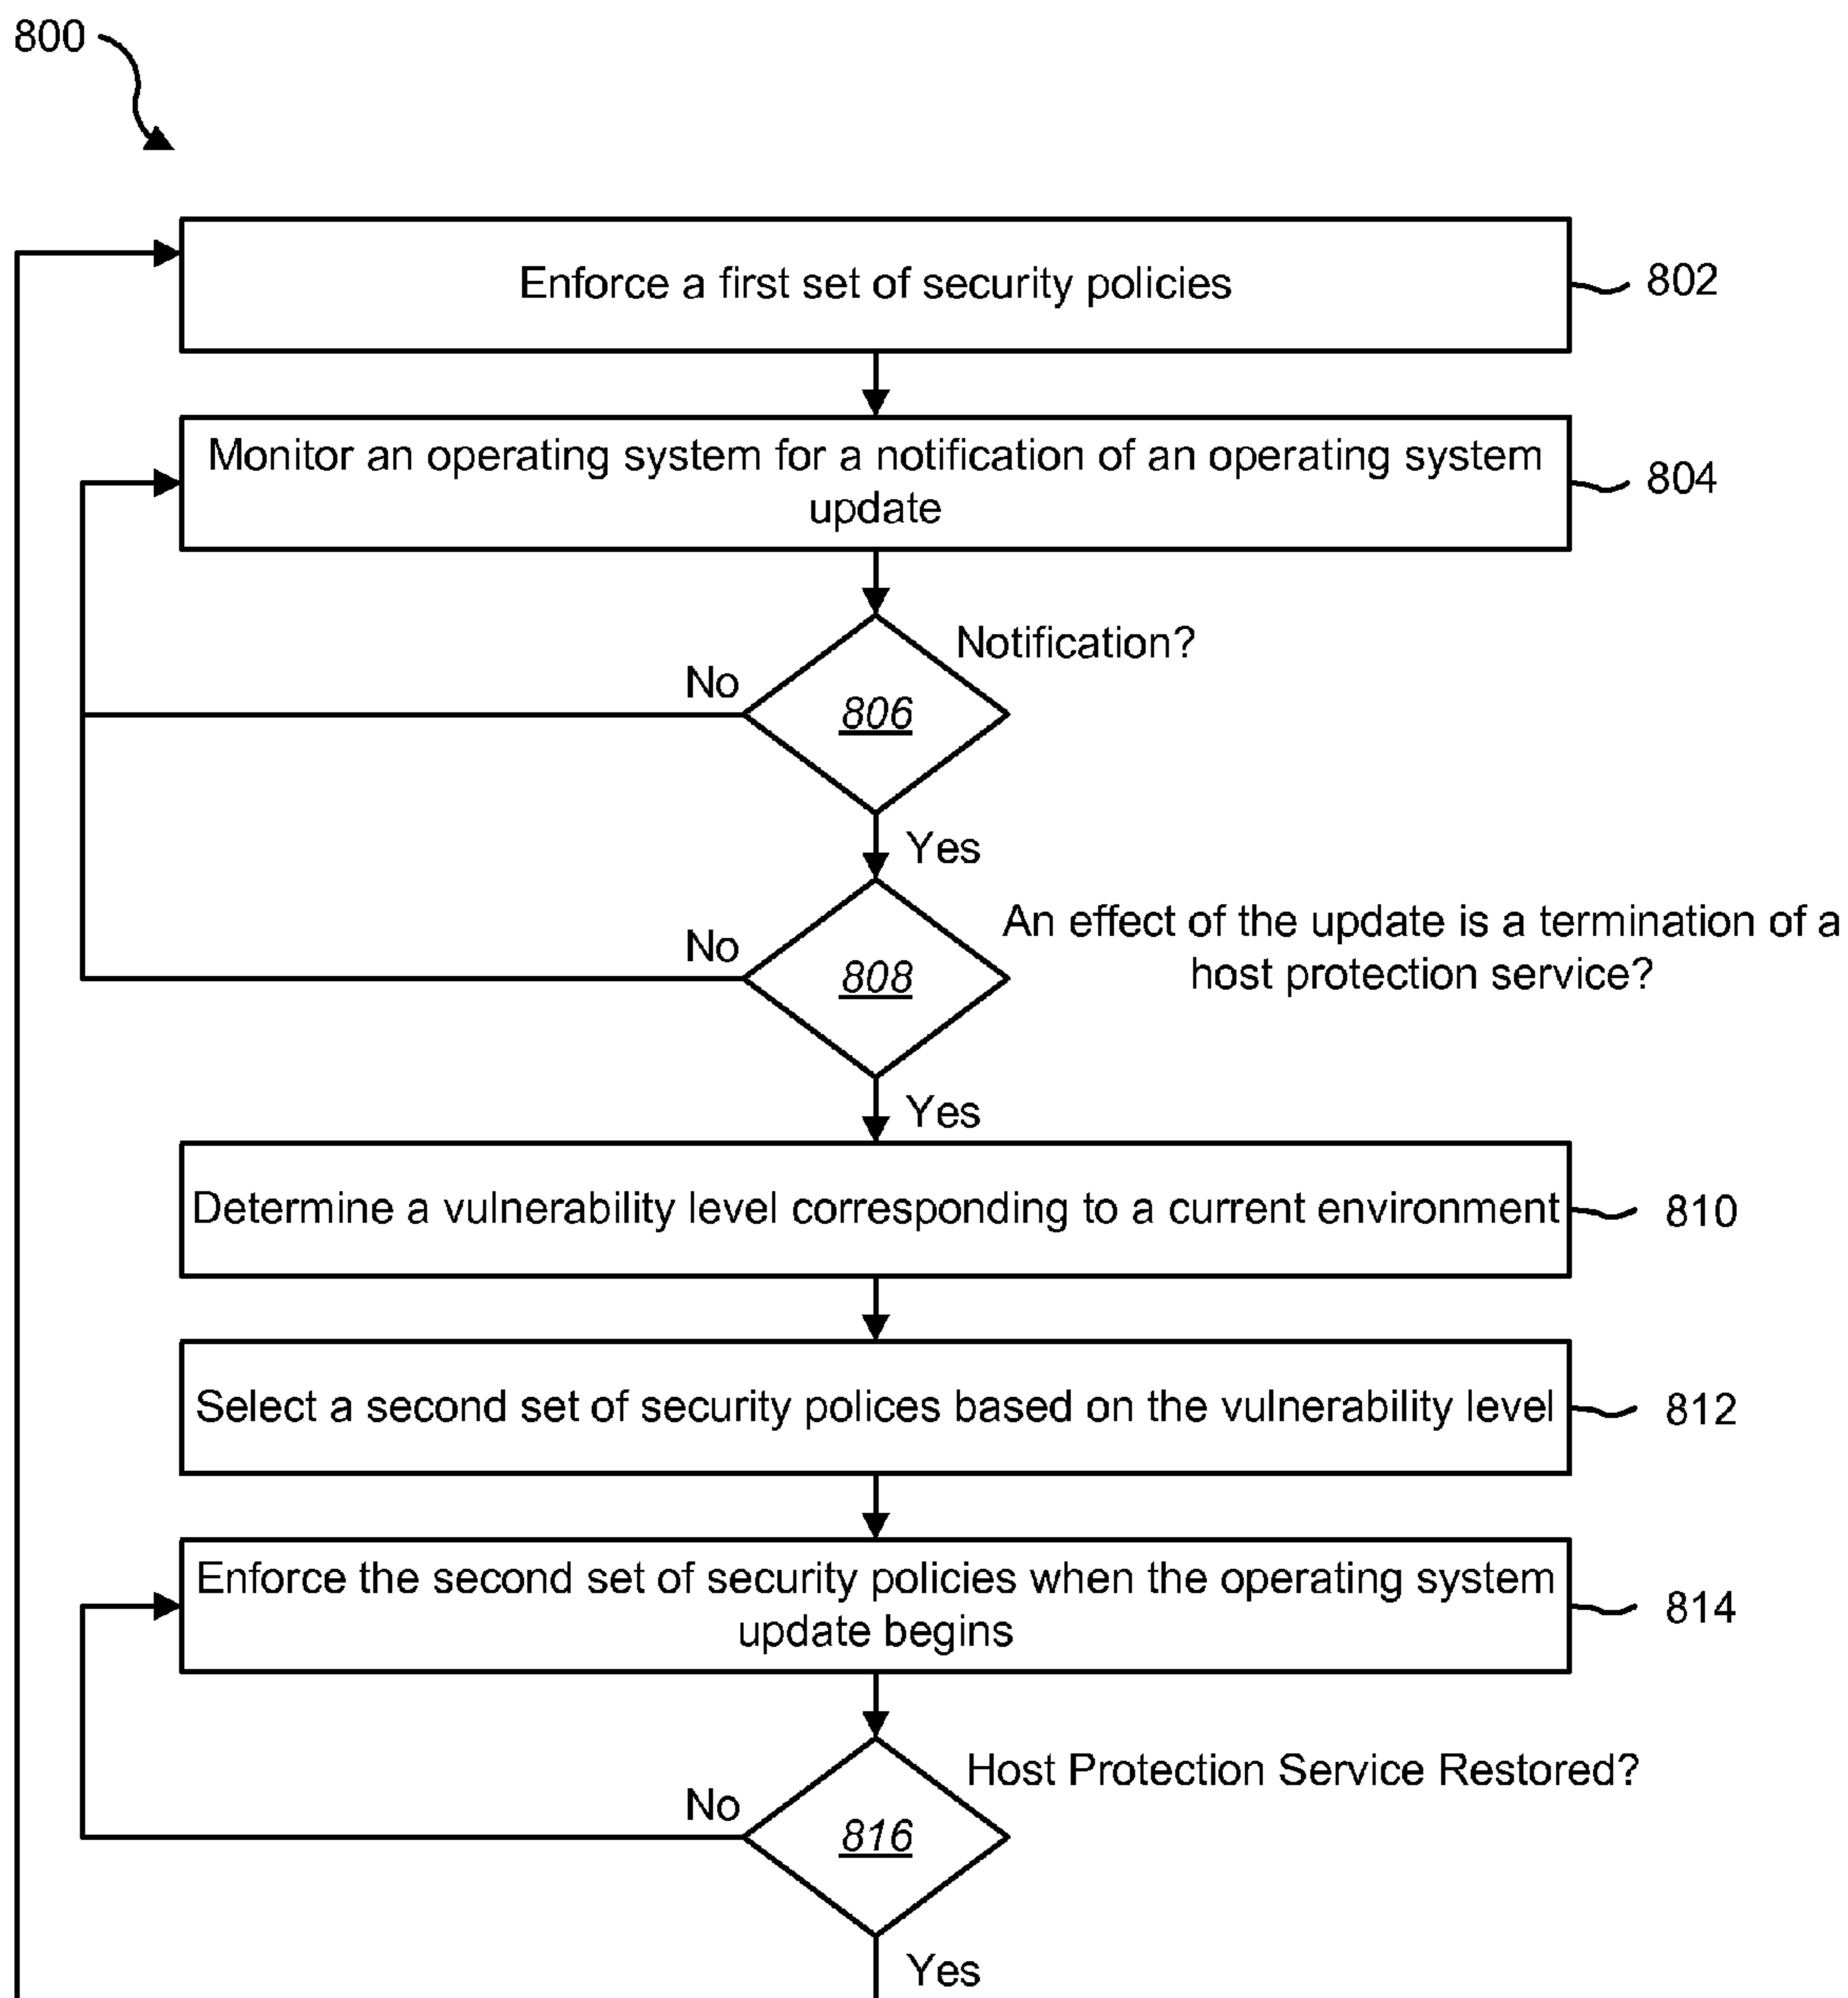 800
Enforce a first set of security policies
802
Monitor an operating system for a notification of an operating system
update
804
Notification?
No
806
Yes
An effect of the update is a termination of a
host protection service?
No
808
Yes
Determine a vulnerability level corresponding to a current environment
810
Select a second set of security polices based on the vulnerability level
812
Enforce the second set of security policies when the operating system
update begins
814
Host Protection Service Restored?
No
816
Yes